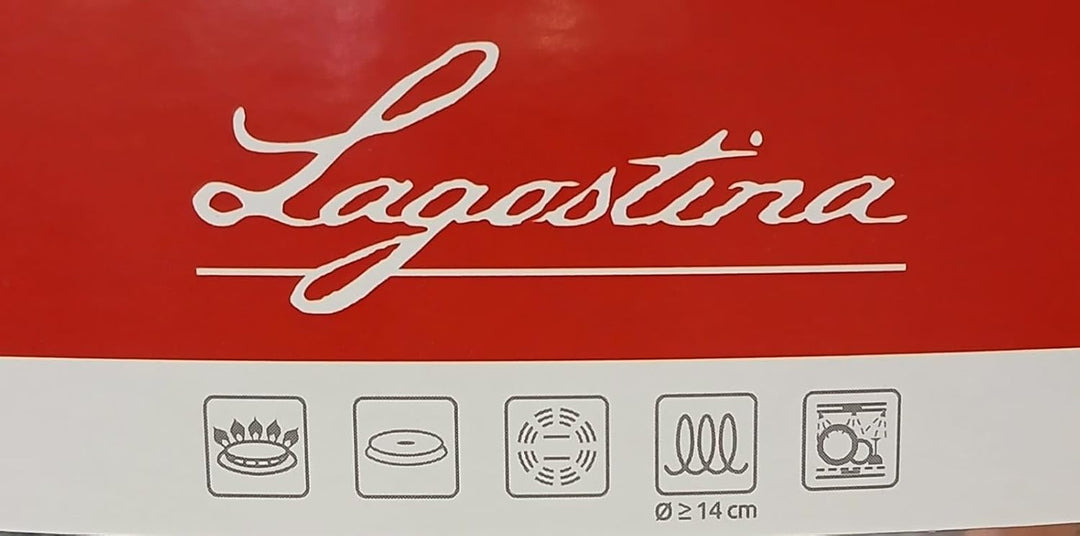 Lagostina
Ø ≥ 14 cm